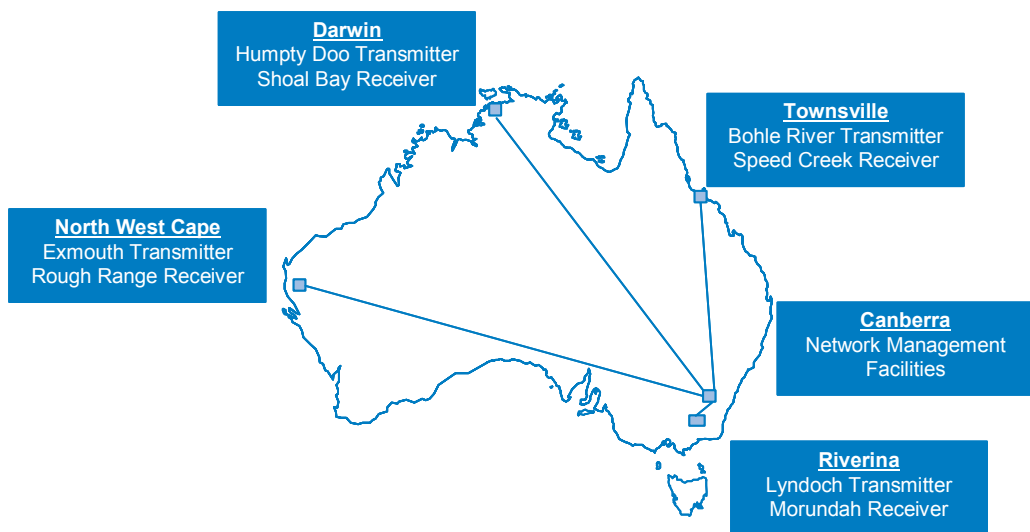 Darwin
Humpty Doo Transmitter
Shoal Bay Receiver
Townsville
Bohle River Transmitter
Speed Creek Receiver
North West Cape
Exmouth Transmitter
Rough Range Receiver
Canberra
Network Management
Facilities
Riverina
Lyndoch Transmitter
Morundah Receiver